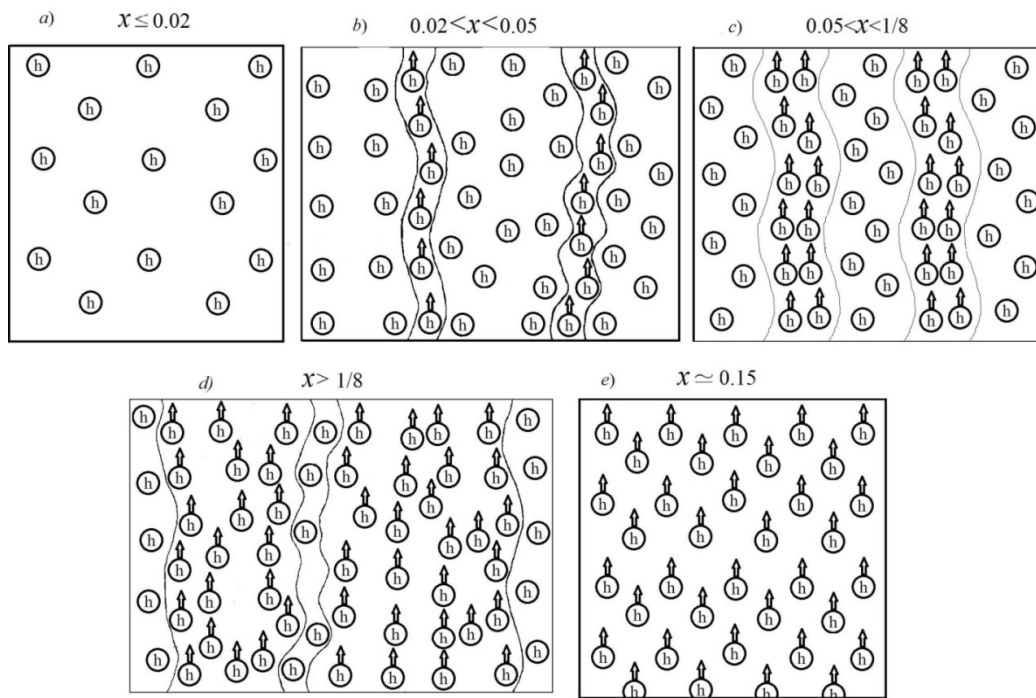 a) x ≤ 0.02
b) 0.02<x<0.05
c) 0.05<x<1/8
h h h
h h
h h h
h h
h h h
h h
h h h h h
h h h h h
h h
h h h h h
h h h h
h h h h h
h h h h
h h h
h h h h h h h
h h h h h h h
h h h h h h h
h h h h h h
h h h h
h h h h h h h h
h h h h h h h h
h h h h h h h h
h h h h h h h
d) x > 1/8
e) x ≃ 0.15
h h h h h h h h h h
h h h h h h h h h
h h h h h h h
h h h h h h h h
h h h h h h h
h h h h h h h
h h h h h h h h h
h h h h h h h h h h
h h h h h
h h h h
h h h h h
h h h h
h h h h h
h h h h
h h h h h
h h h h